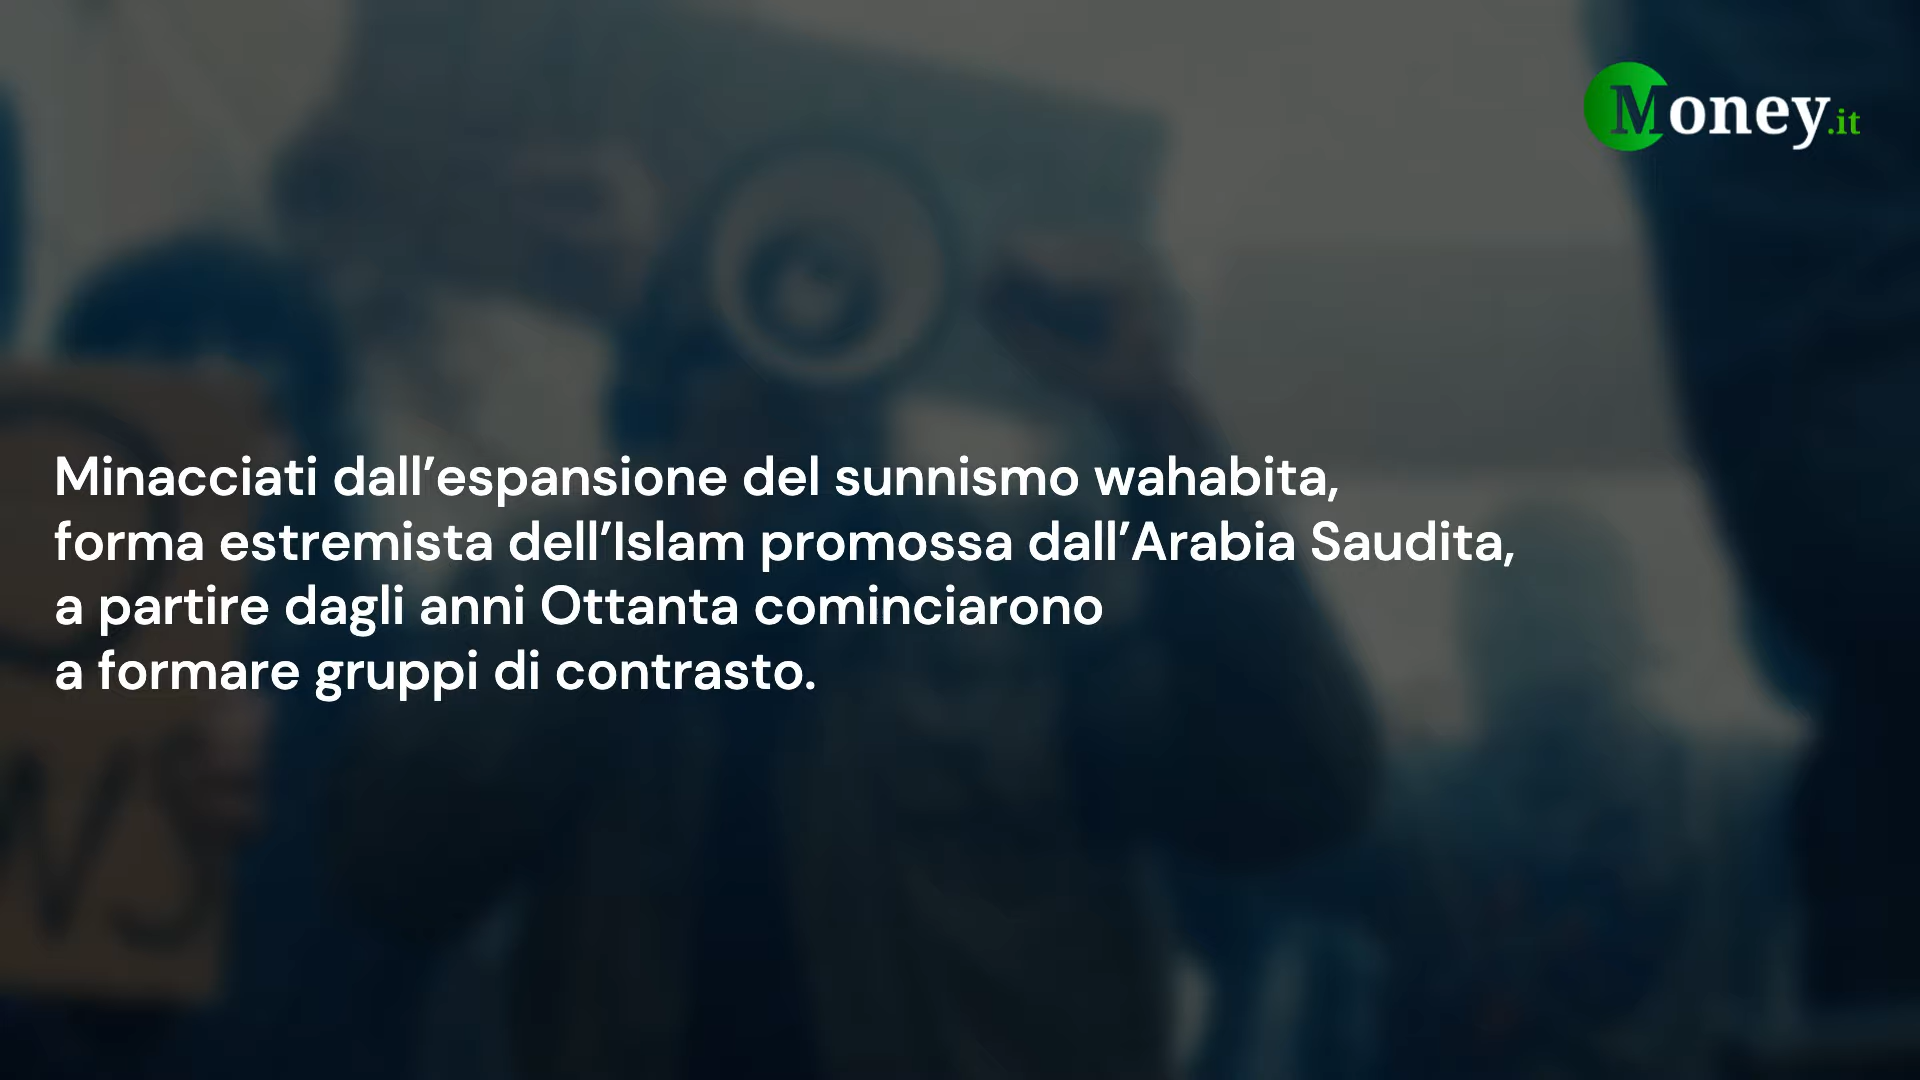 Money.it
Minacciati dall’espansione del sunnismo wahabita,
forma estremista dell’Islam promossa dall’Arabia Saudita,
a partire dagli anni Ottanta cominciarono
a formare gruppi di contrasto.